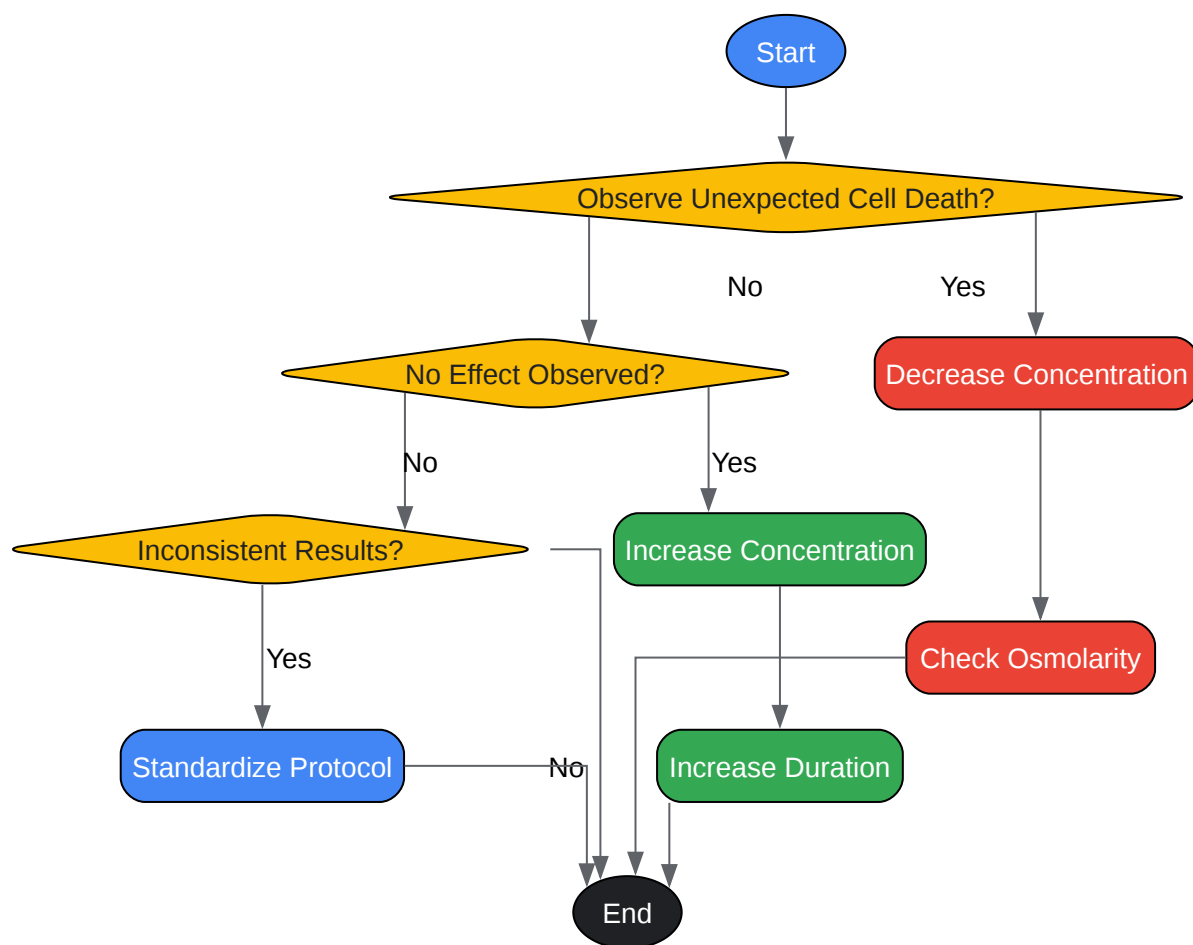 Start
Observe Unexpected Cell Death?
No
Yes
No Effect Observed?
Decrease Concentration
No
Yes
Inconsistent Results?
Increase Concentration
Yes
Check Osmolarity
Standardize Protocol
No
Increase Duration
End